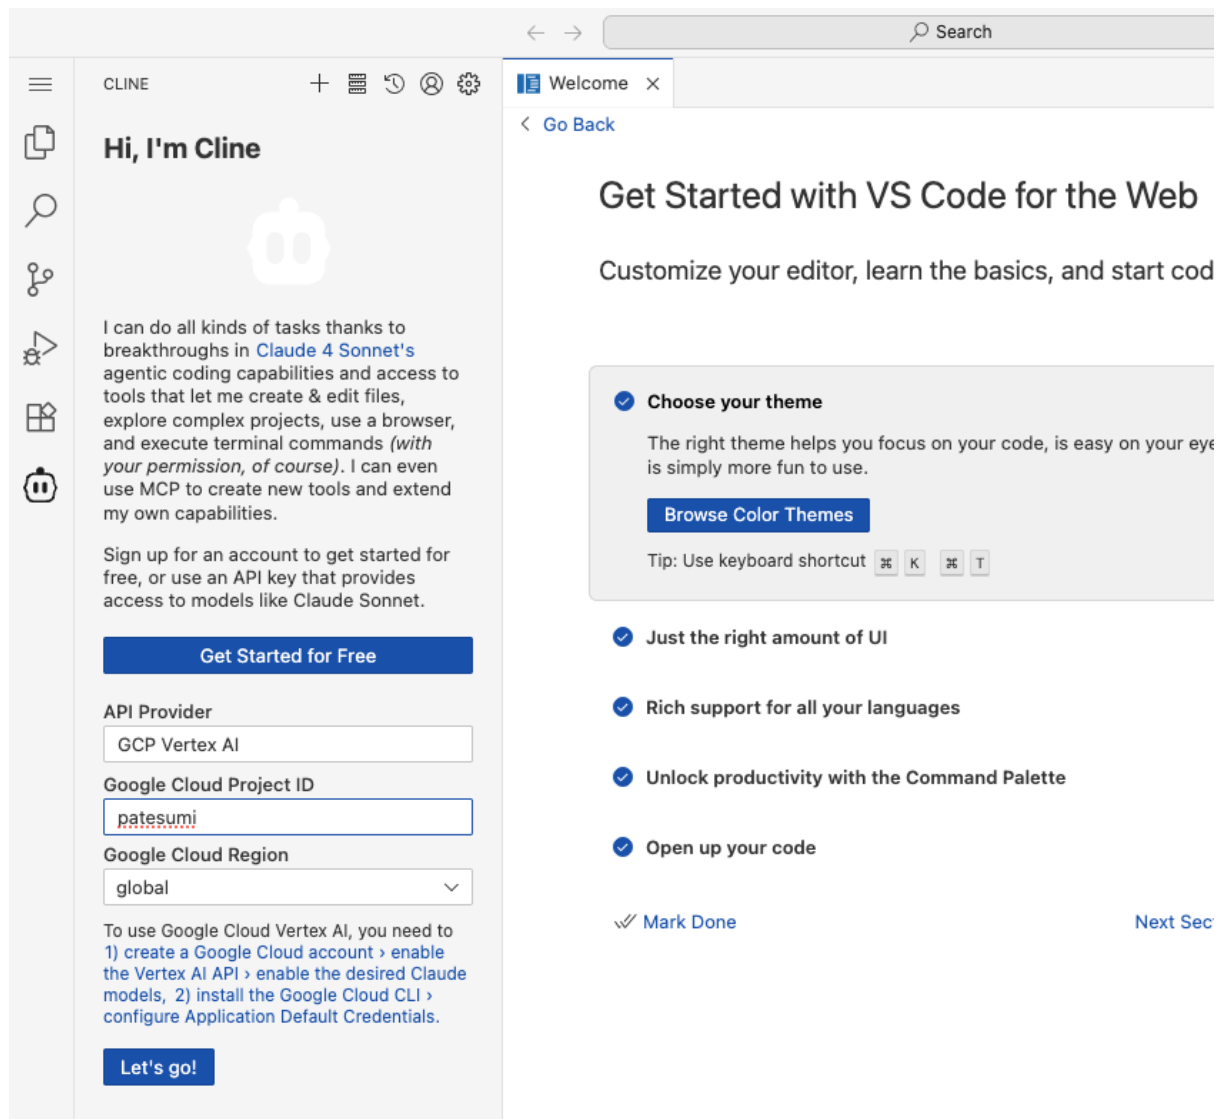 Search
CLINE
Welcome
Go Back
Hi, I'm Cline
Get Started with VS Code for the Web
Customize your editor, learn the basics, and start cod
I can do all kinds of tasks thanks to
breakthroughs in Claude 4 Sonnet's
agentic coding capabilities and access to
tools that let me create & edit files,
explore complex projects, use a browser,
and execute terminal commands (with
your permission, of course). I can even
use MCP to create new tools and extend
my own capabilities.
Sign up for an account to get started for
free, or use an API key that provides
access to models like Claude Sonnet.
Get Started for Free
API Provider
GCP Vertex AI
Google Cloud Project ID
patesumi
Google Cloud Region
global
To use Google Cloud Vertex AI, you need to
1) create a Google Cloud account › enable
the Vertex AI API › enable the desired Claude
models, 2) install the Google Cloud CLI ›
configure Application Default Credentials.
Let's go!
Choose your theme
The right theme helps you focus on your code, is easy on your eye
is simply more fun to use.
Browse Color Themes
Tip: Use keyboard shortcut ⌘ K ⌘ T
Just the right amount of UI
Rich support for all your languages
Unlock productivity with the Command Palette
Open up your code
Mark Done
Next Sec